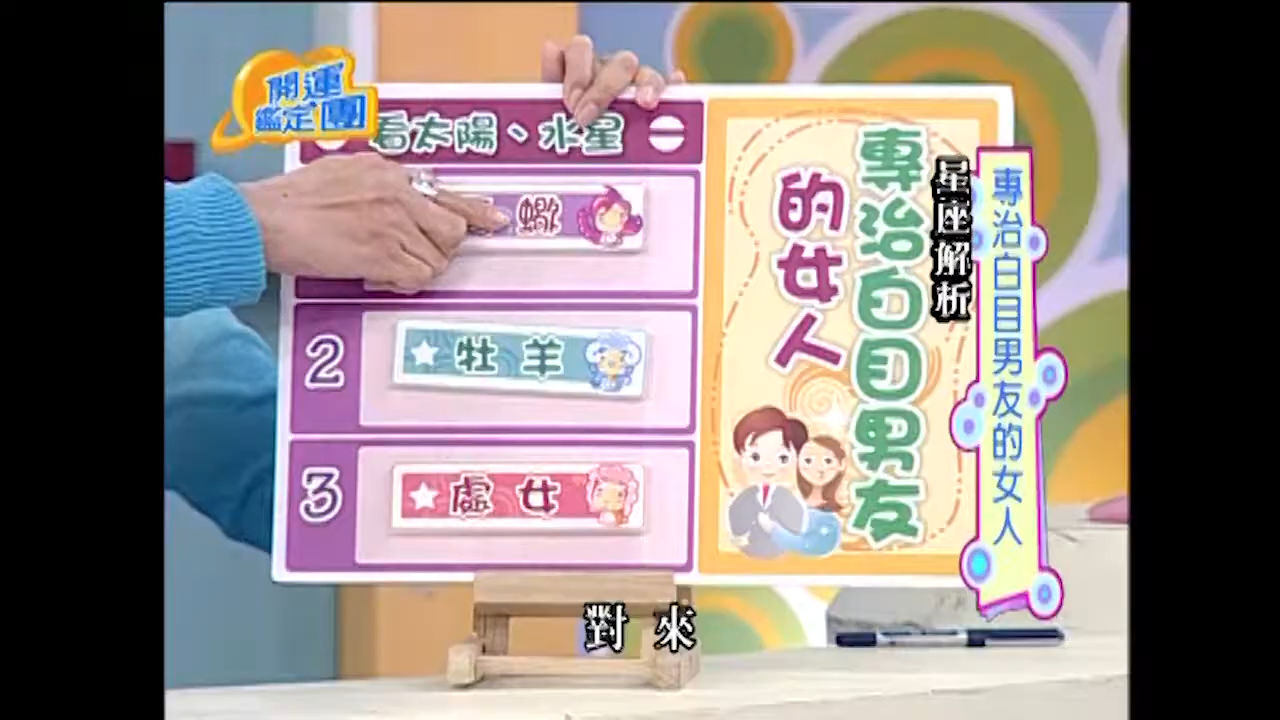 開運
鑑定團
看太陽、水星
蠍
2
牡羊
3
處女
專治白目男友
的女人
星座解析
專治白目男友的女人
對來